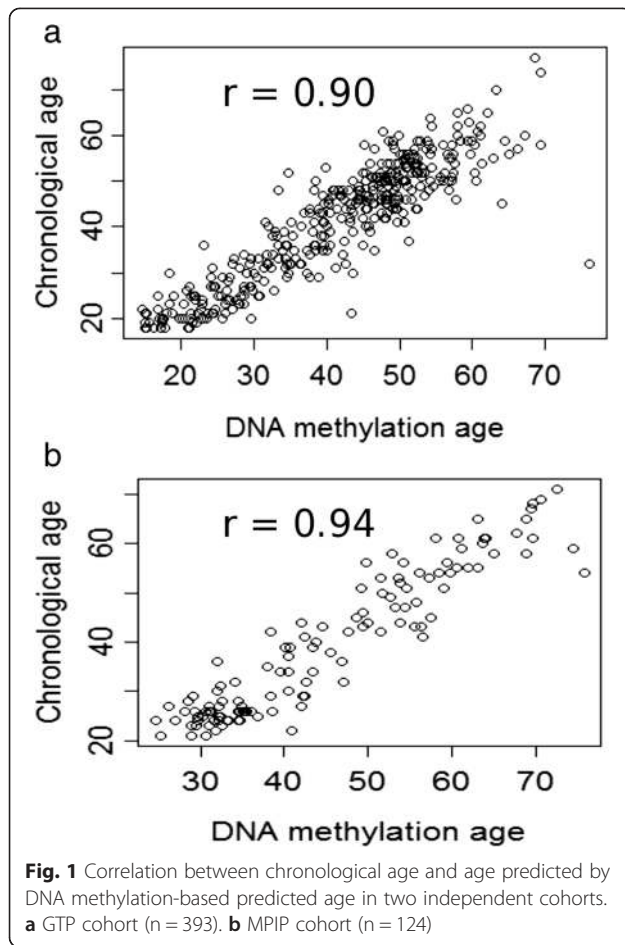 a
r = 0.90
60
40
20
Chronological age
20 30 40 50 60 70
DNA methylation age
b
r = 0.94
60
40
20
Chronological age
30 40 50 60 70
DNA methylation age
Fig. 1 Correlation between chronological age and age predicted by
DNA methylation-based predicted age in two independent cohorts.
a GTP cohort (n = 393). b MPIP cohort (n = 124)